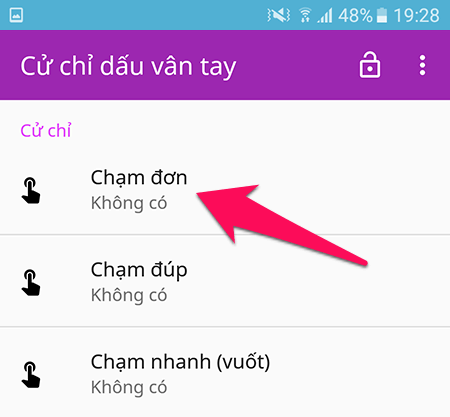 48% 19:28
Cử chỉ dấu vân tay
Cử chỉ
Chạm đơn
Không có
Chạm đúp
Không có
Chạm nhanh (vuốt)
Không có